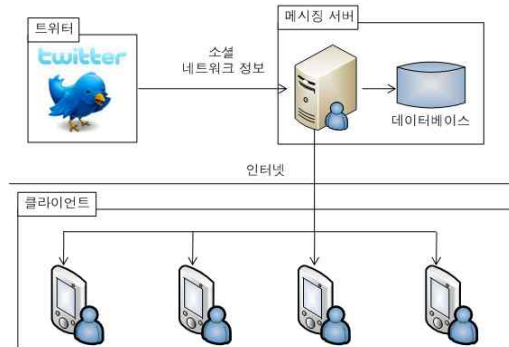 트위터
twitter
소셜
네트워크 정보
메시징 서버
데이터베이스
인터넷
클라이언트